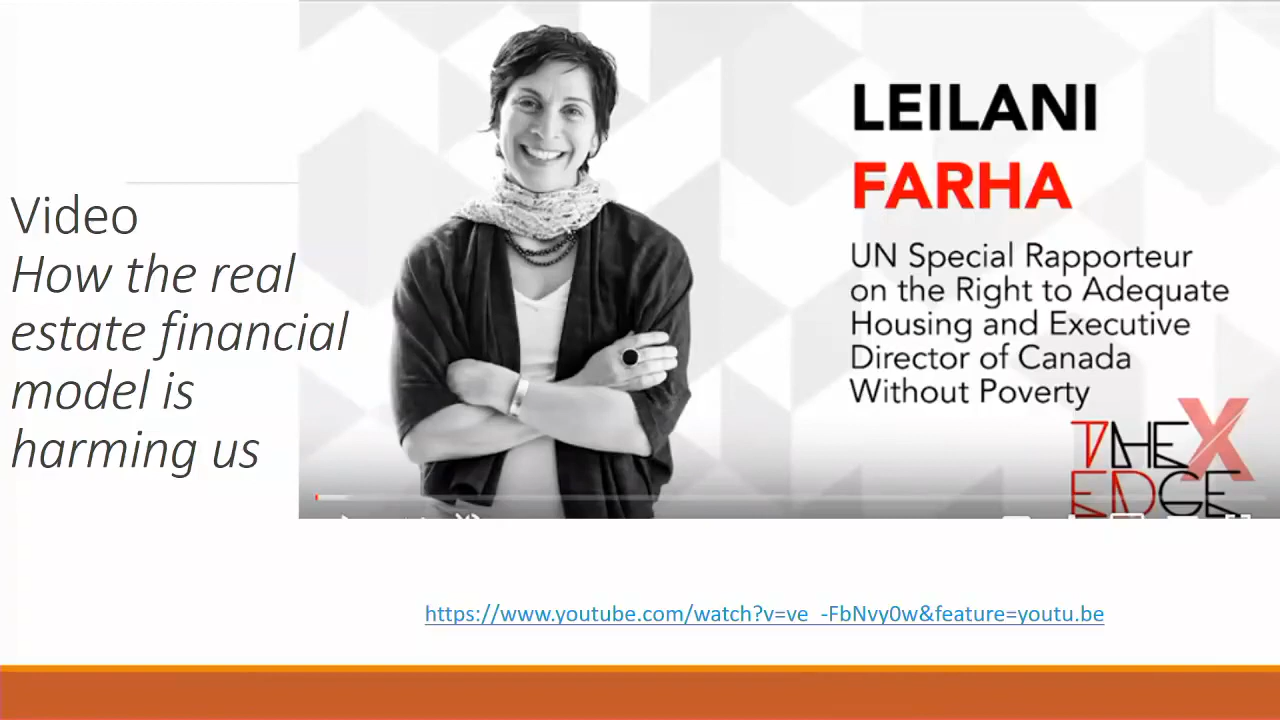 Video
How the real
estate financial
model is
harming us
LEILANI
FARHA
UN Special Rapporteur
on the Right to Adequate
Housing and Executive
Director of Canada
Without Poverty
THE X
EDGE
https://www.youtube.com/watch?v=ve_-FbNvy0w&feature=youtu.be